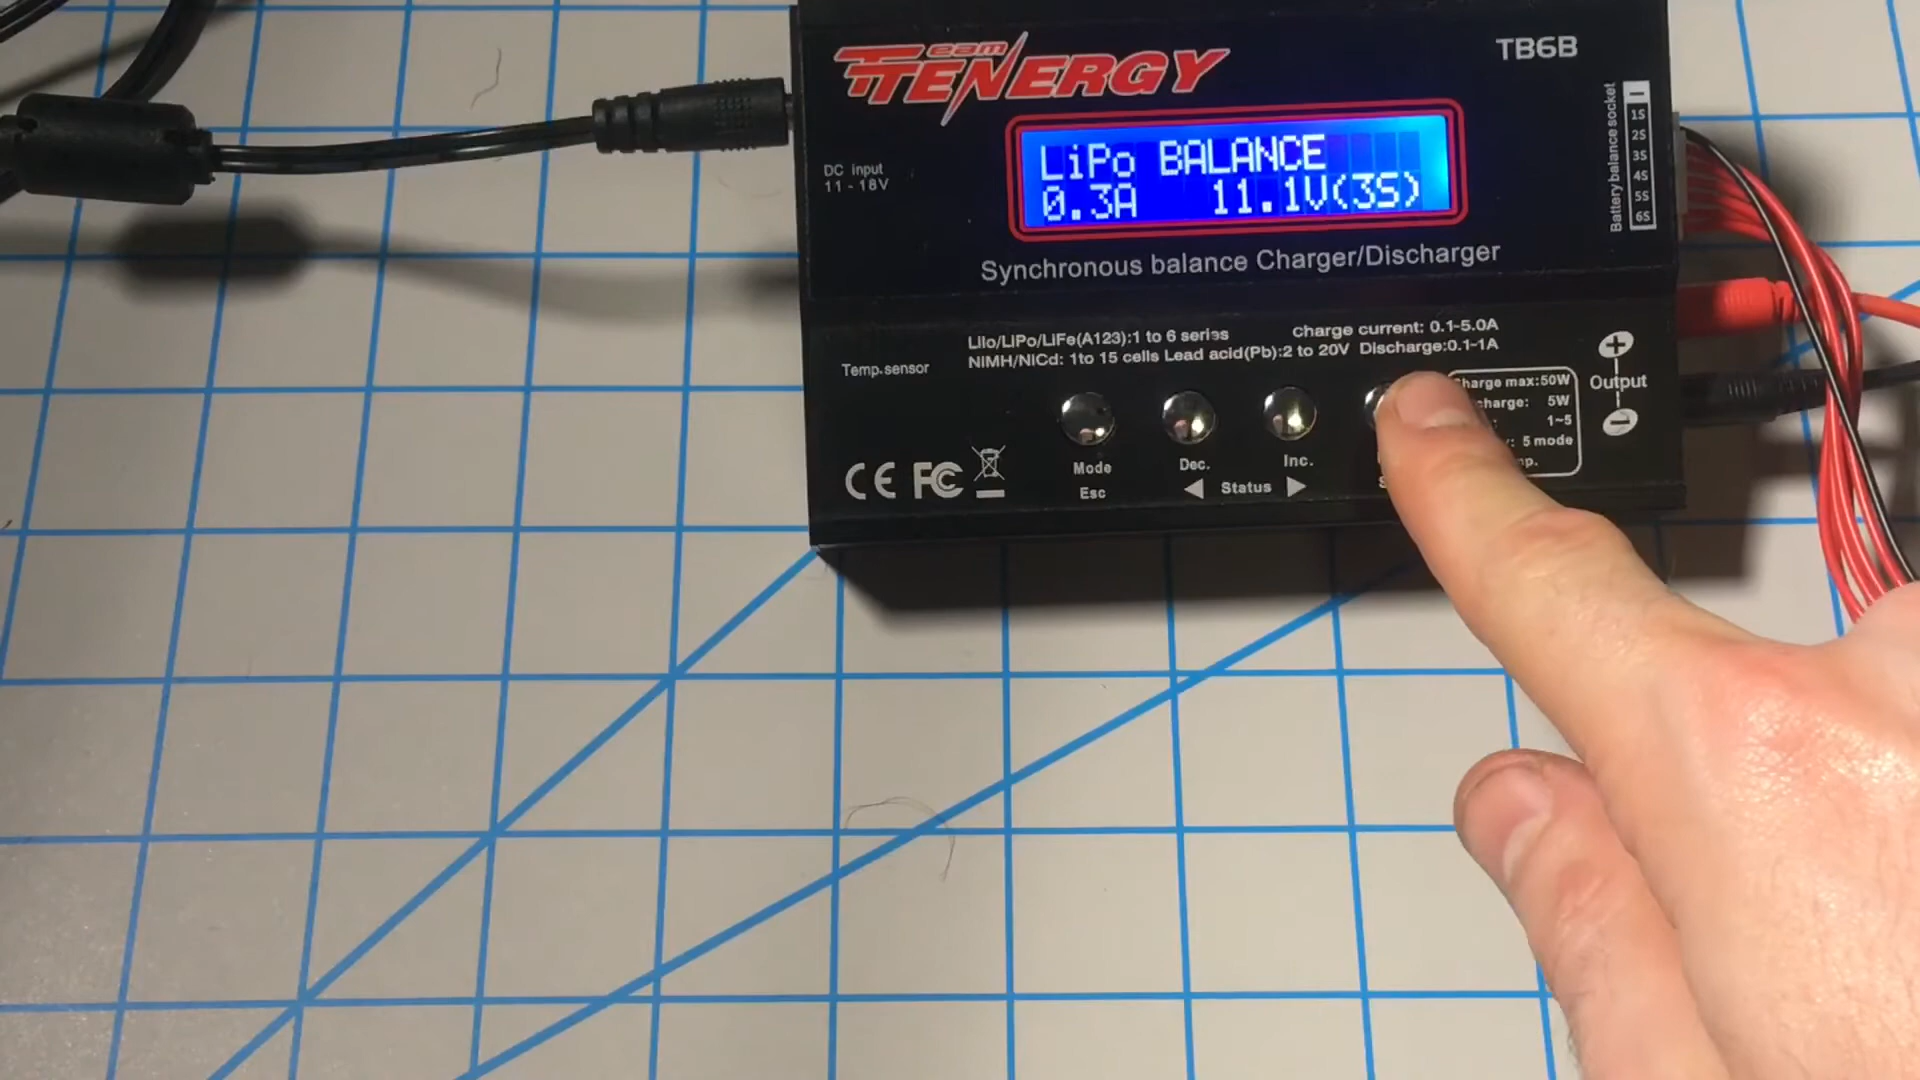 Team TENERGY
TB6B
LiPo BALANCE
0.3A 11.1V(3S)
DC input
11 - 18V
Synchronous balance Charger/Discharger
Battery balance socket
1S
2S
3S
4S
5S
6S
LiIo/LiPo/LiFe(A123):1 to 6 series
Charge current: 0.1-5.0A
NiMH/NiCd: 1to 15 cells Lead acid(Pb):2 to 20V Discharge:0.1-1A
Temp.sensor
Charge max:50W
charge: 5W
1~5
5 mode
Output
Mode
Esc
Dec.
Inc.
Status
CE FC